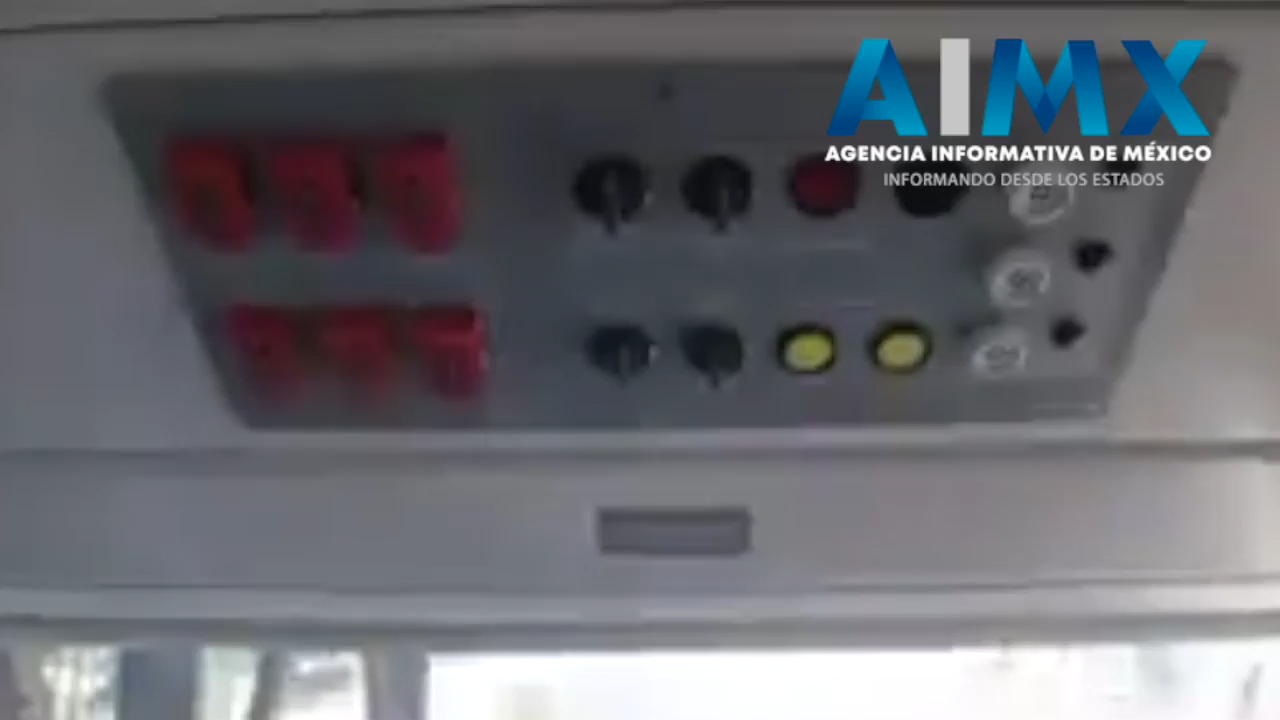 AIMX
AGENCIA INFORMATIVA DE MÉXICO
INFORMANDO DESDE LOS ESTADOS